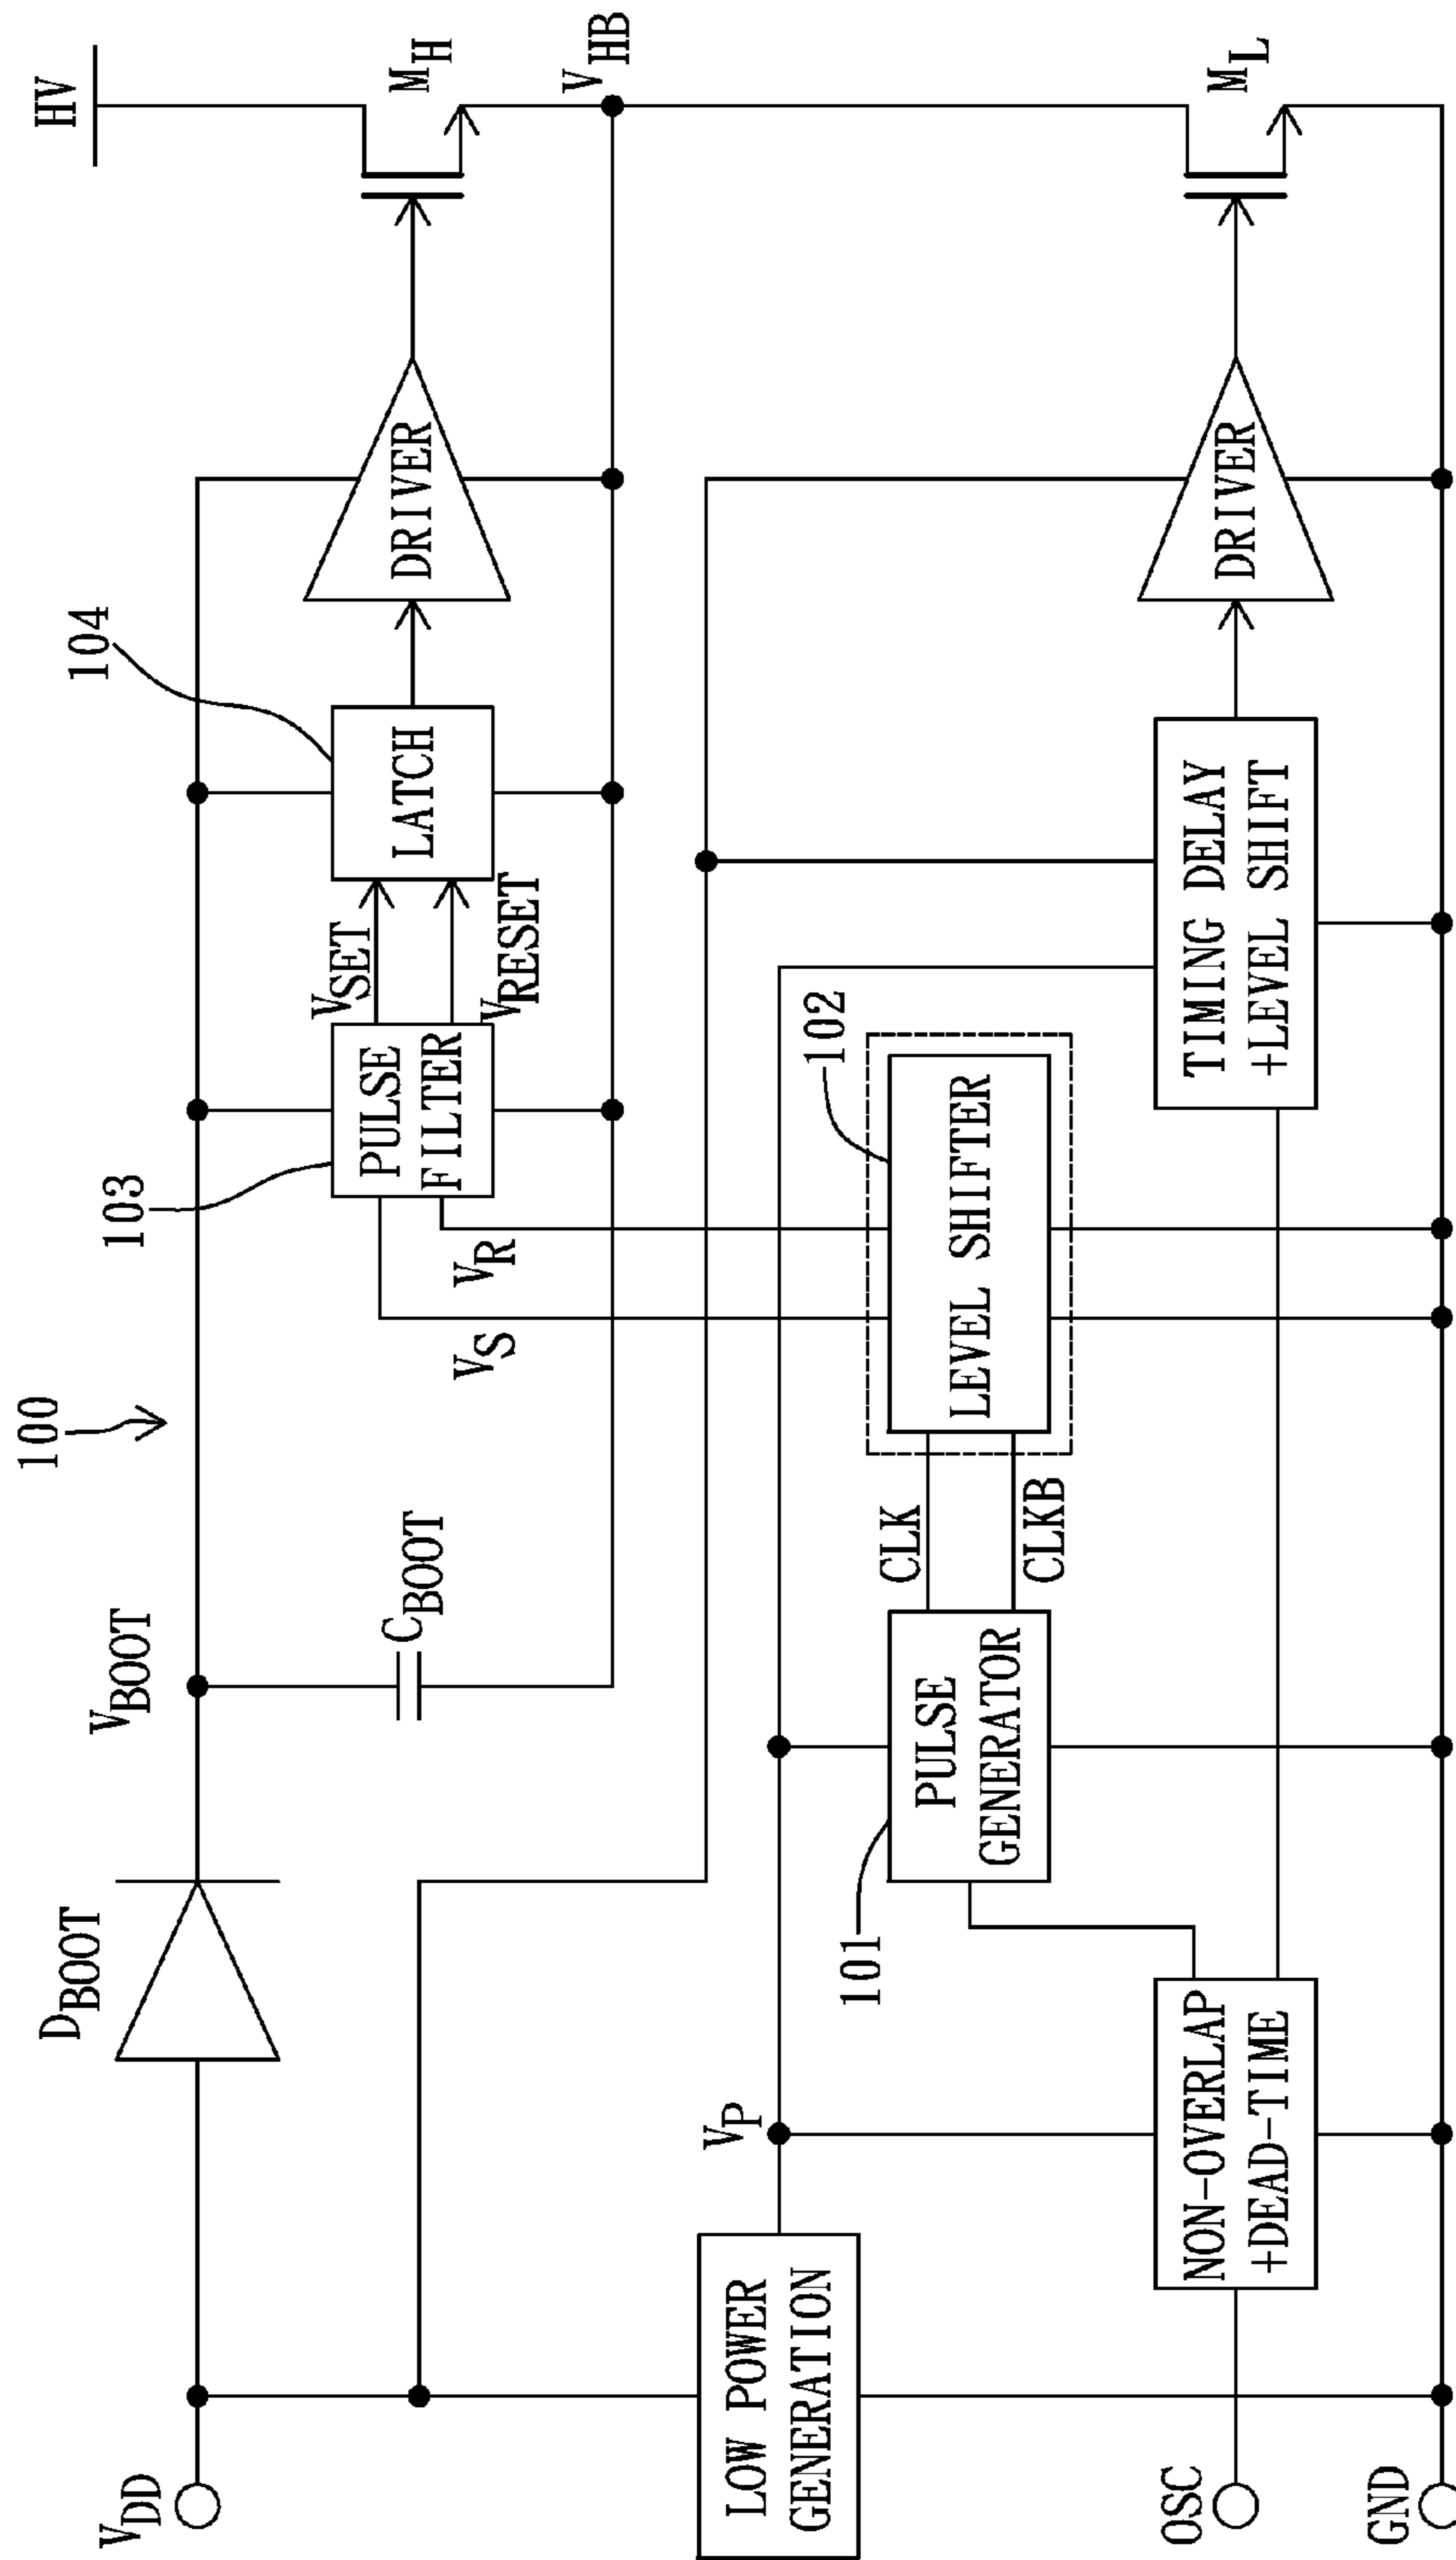 100
HV
D_BOOT
V_BOOT
C_BOOT
103
104
PULSE
FILTER
V_SET
V_RESET
LATCH
DRIVER
M_H
V_HB
V_S
V_R
V_DD
LOW POWER
GENERATION
V_P
101
PULSE
GENERATOR
CLK
CLKB
102
LEVEL SHIFTER
OSC
NON-OVERLAP
+DEAD-TIME
TIMING DELAY
+LEVEL SHIFT
DRIVER
M_L
GND